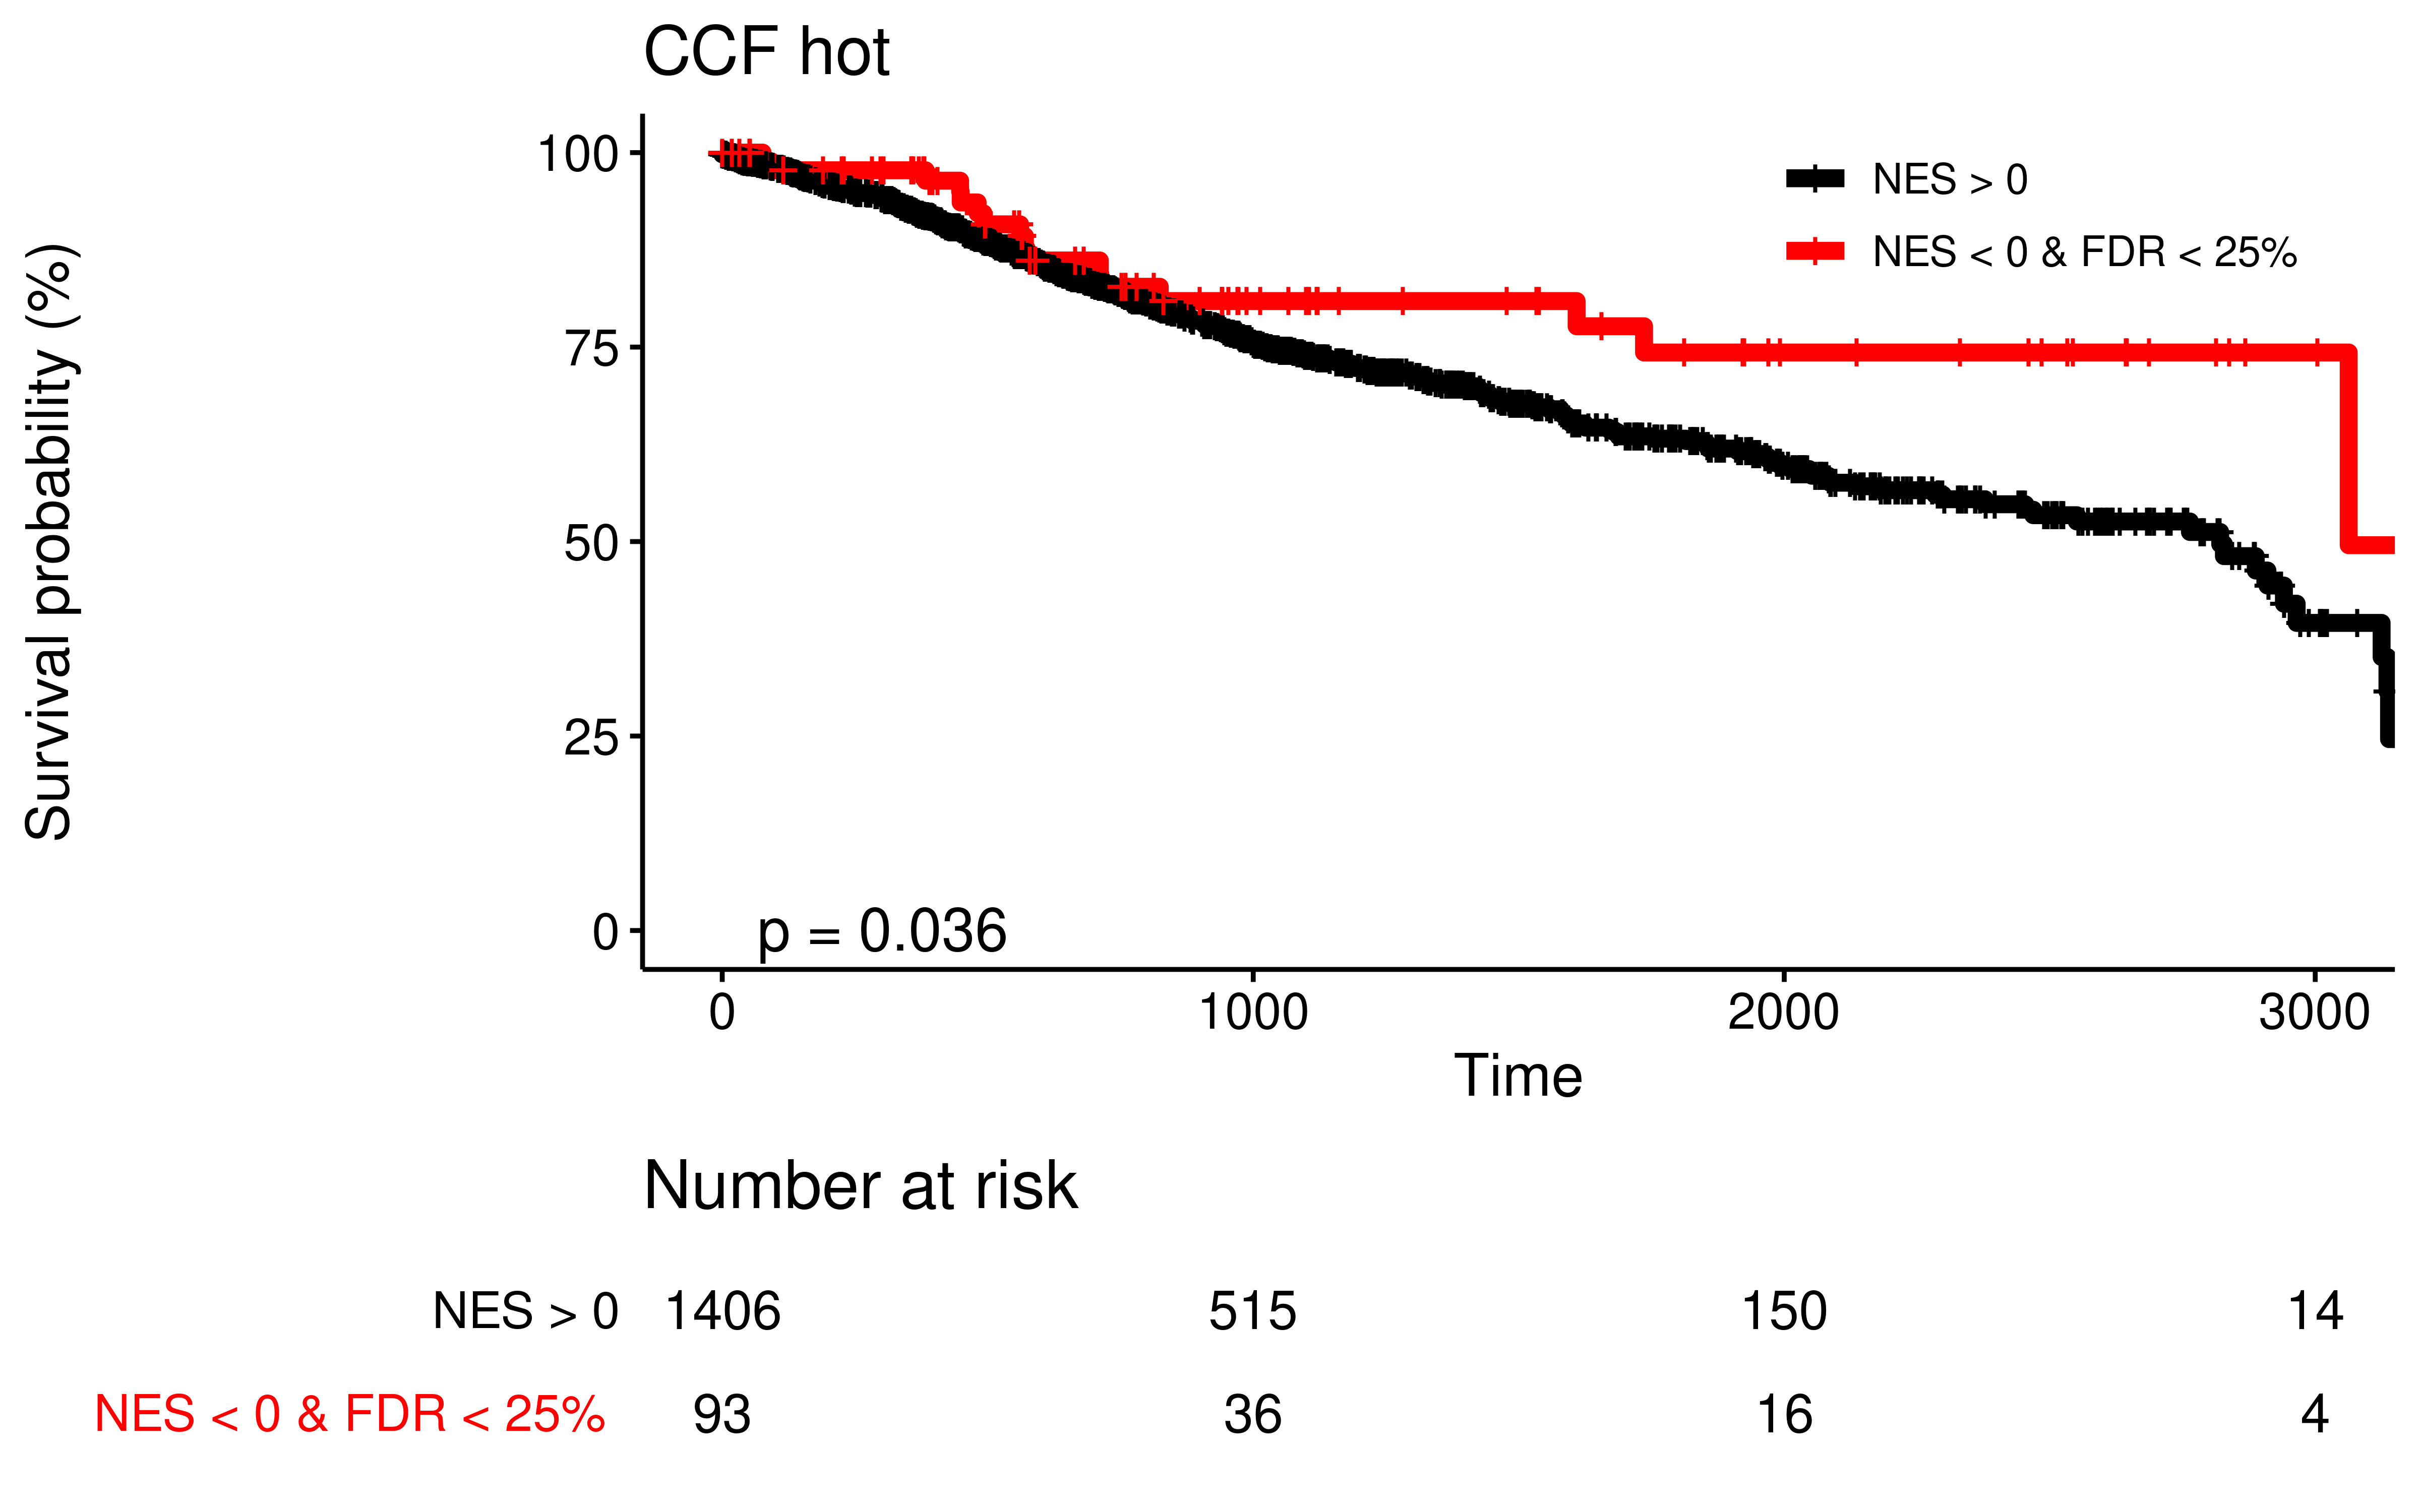 CCF hot
Survival probability (%)
100
75
50
25
0
NES > 0
NES < 0 & FDR < 25%
p = 0.036
0 1000 2000 3000
Time
Number at risk
NES > 0 1406 515 150 14
NES < 0 & FDR < 25% 93 36 16 4